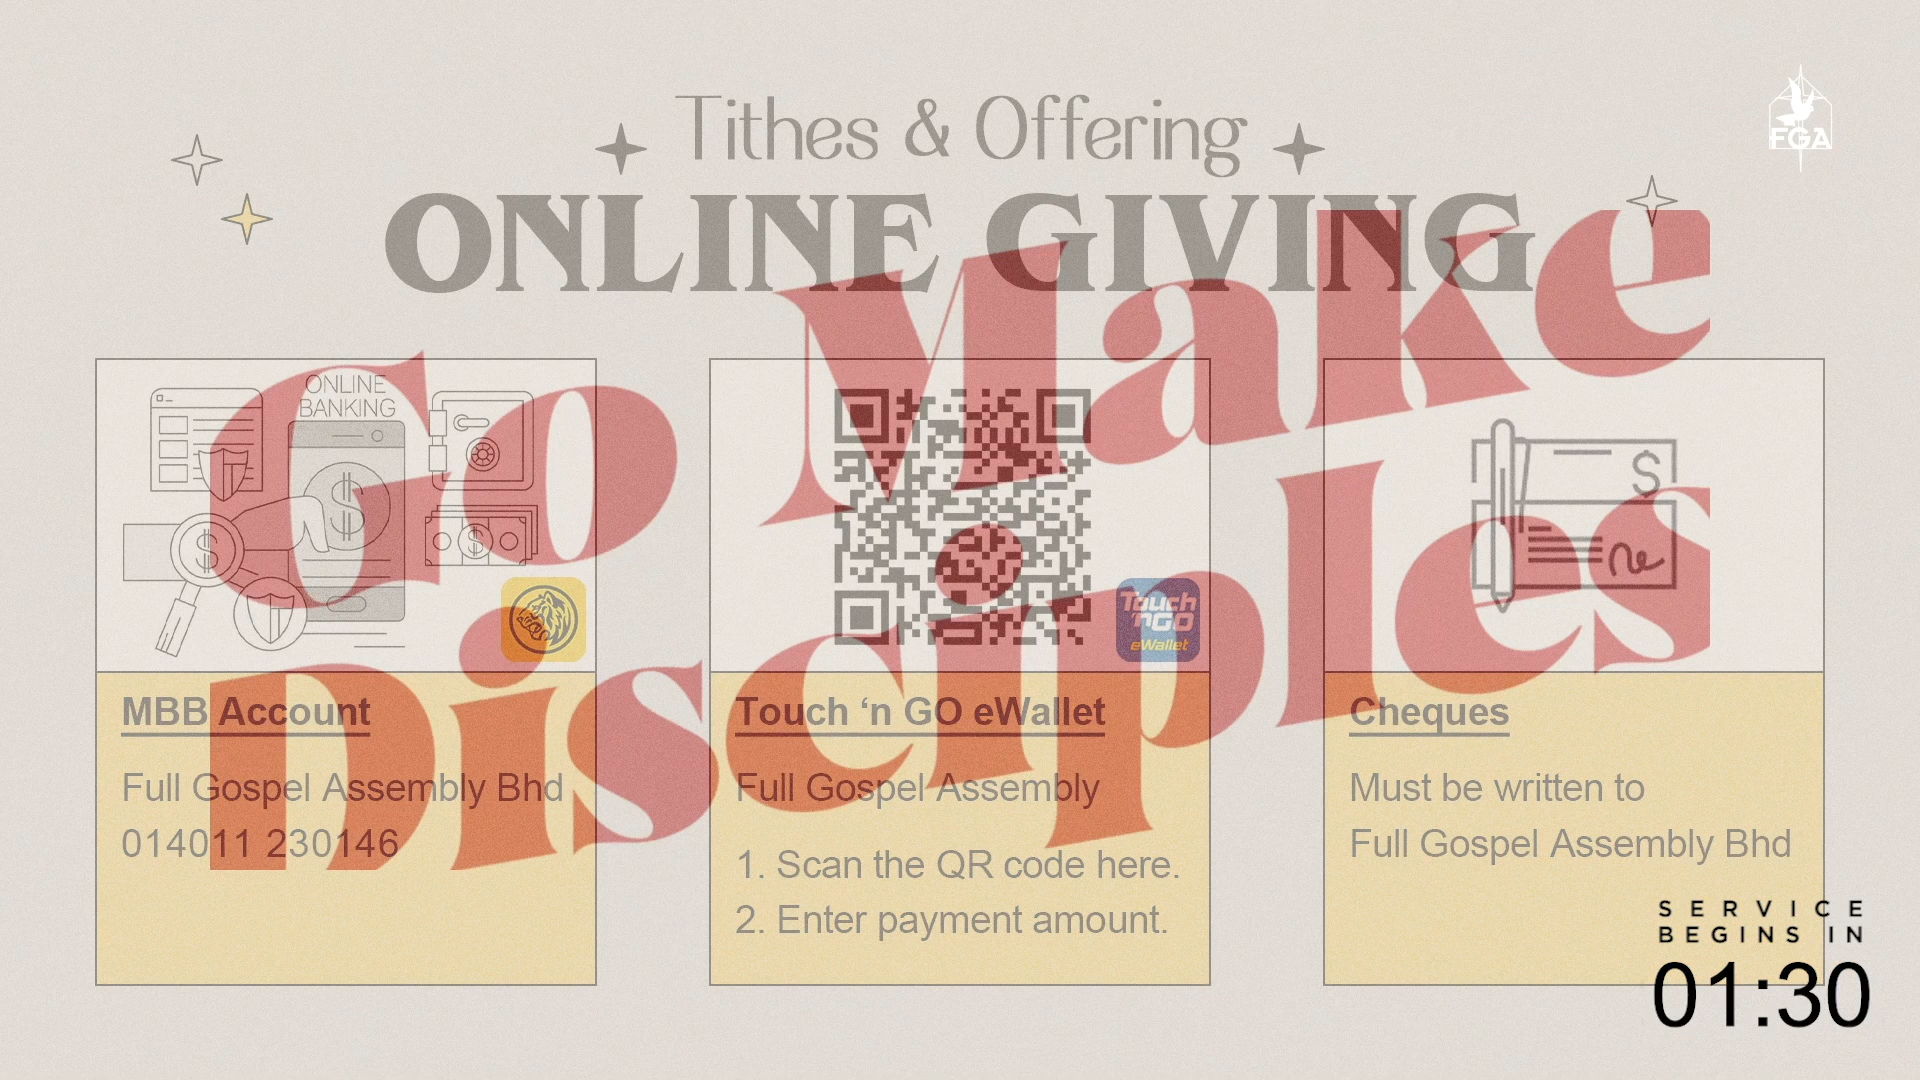 Tithes & Offering
FGA
ONLINE GIVING
Go Make
Disciples
ONLINE
BANKING
$
$
$
$
Touch
'nGO
eWallet
MBB Account
Full Gospel Assembly Bhd
014011 230146
Touch ‘n GO eWallet
Full Gospel Assembly
1. Scan the QR code here.
2. Enter payment amount.
Cheques
Must be written to
Full Gospel Assembly Bhd
SERVICE
BEGINS IN
01:30